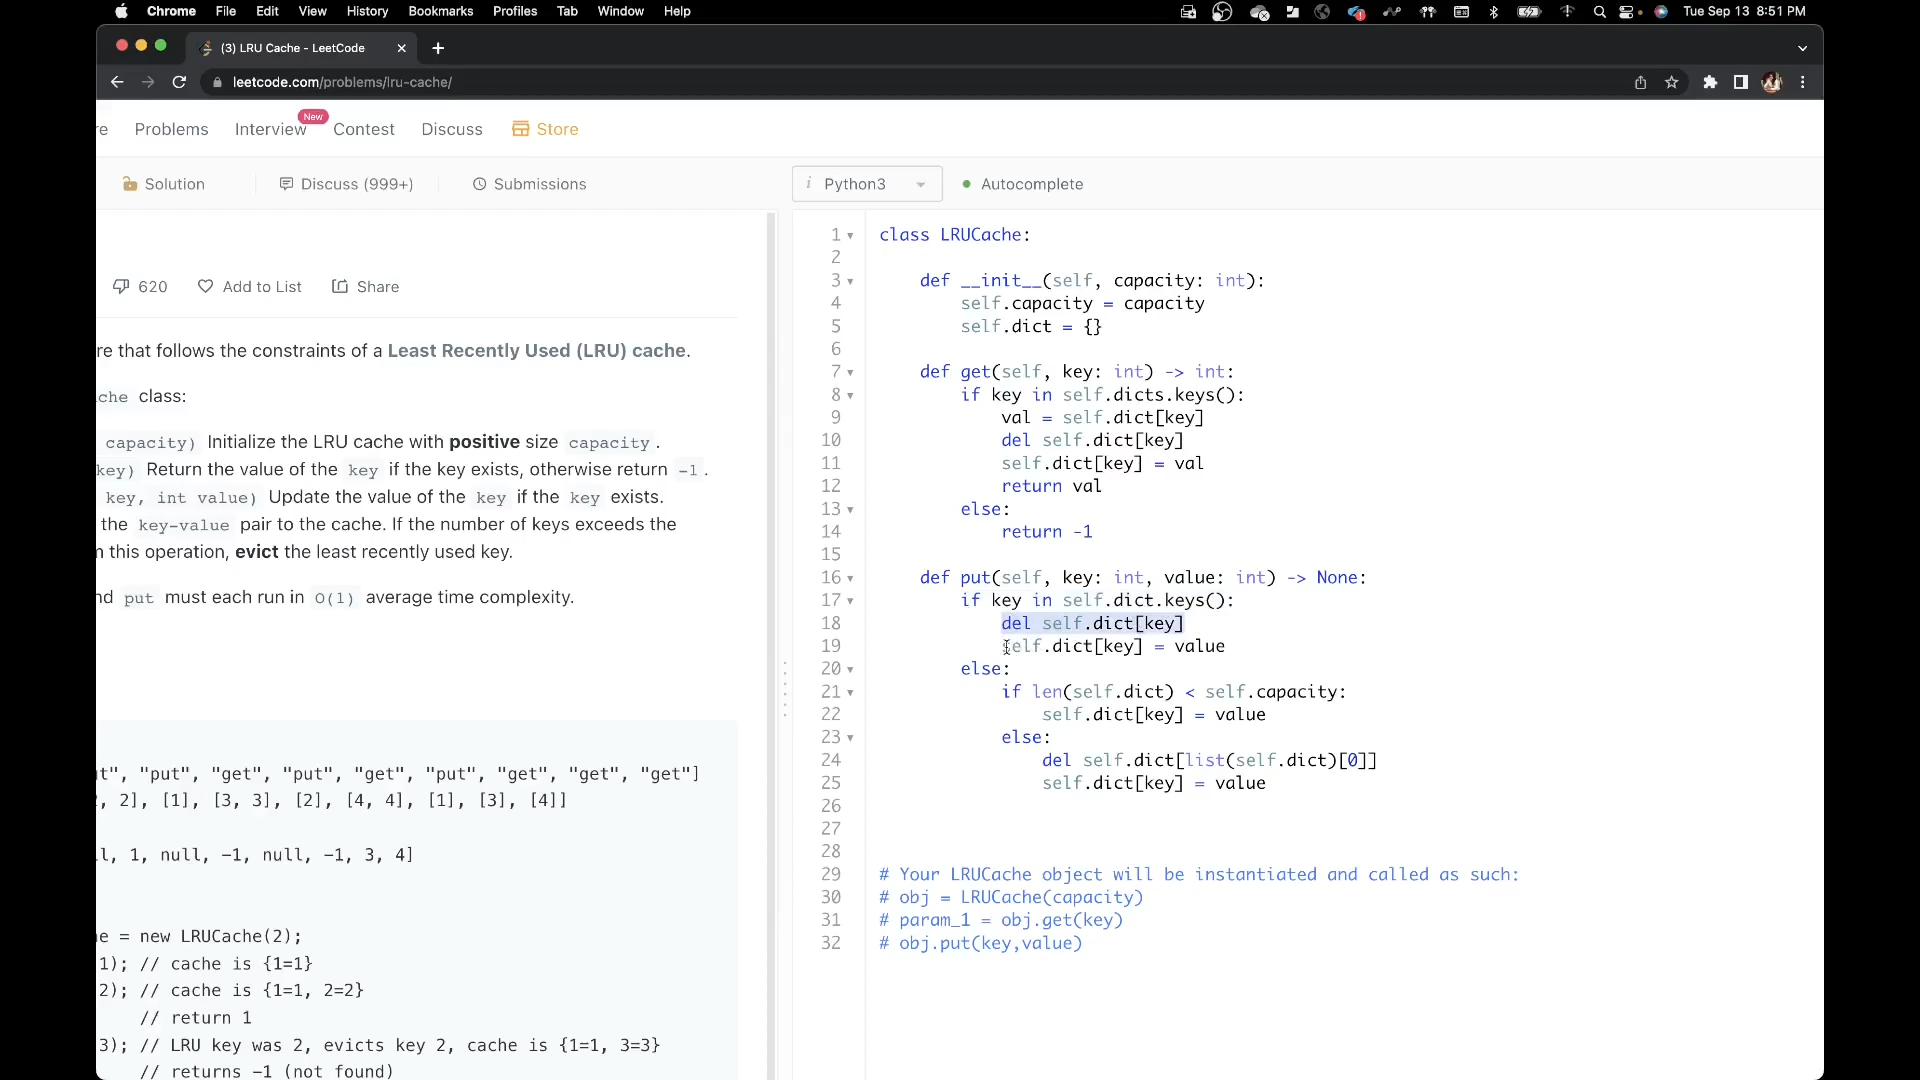 Chrome File Edit View History Bookmarks Profiles Tab Window Help Tue Sep 13 8:51 PM
(3) LRU Cache - LeetCode
leetcode.com/problems/lru-cache/
re Problems Interview New Contest Discuss Store
Solution Discuss (999+) Submissions
i Python3 Autocomplete
620 Add to List Share
re that follows the constraints of a Least Recently Used (LRU) cache.
che class:
capacity) Initialize the LRU cache with positive size capacity .
key) Return the value of the key if the key exists, otherwise return -1 .
key, int value) Update the value of the key if the key exists.
the key-value pair to the cache. If the number of keys exceeds the
n this operation, evict the least recently used key.
nd put must each run in O(1) average time complexity.
t", "put", "get", "put", "get", "put", "get", "get", "get"]
, 2], [1], [3, 3], [2], [4, 4], [1], [3], [4]]
l, 1, null, -1, null, -1, 3, 4]
e = new LRUCache(2);
1); // cache is {1=1}
2); // cache is {1=1, 2=2}
// return 1
3); // LRU key was 2, evicts key 2, cache is {1=1, 3=3}
// returns -1 (not found)
1 class LRUCache:
2
3 def __init__(self, capacity: int):
4 self.capacity = capacity
5 self.dict = {}
6
7 def get(self, key: int) -> int:
8 if key in self.dicts.keys():
9 val = self.dict[key]
10 del self.dict[key]
11 self.dict[key] = val
12 return val
13 else:
14 return -1
15
16 def put(self, key: int, value: int) -> None:
17 if key in self.dict.keys():
18 del self.dict[key]
19 self.dict[key] = value
20 else:
21 if len(self.dict) < self.capacity:
22 self.dict[key] = value
23 else:
24 del self.dict[list(self.dict)[0]]
25 self.dict[key] = value
26
27
28
29 # Your LRUCache object will be instantiated and called as such:
30 # obj = LRUCache(capacity)
31 # param_1 = obj.get(key)
32 # obj.put(key,value)